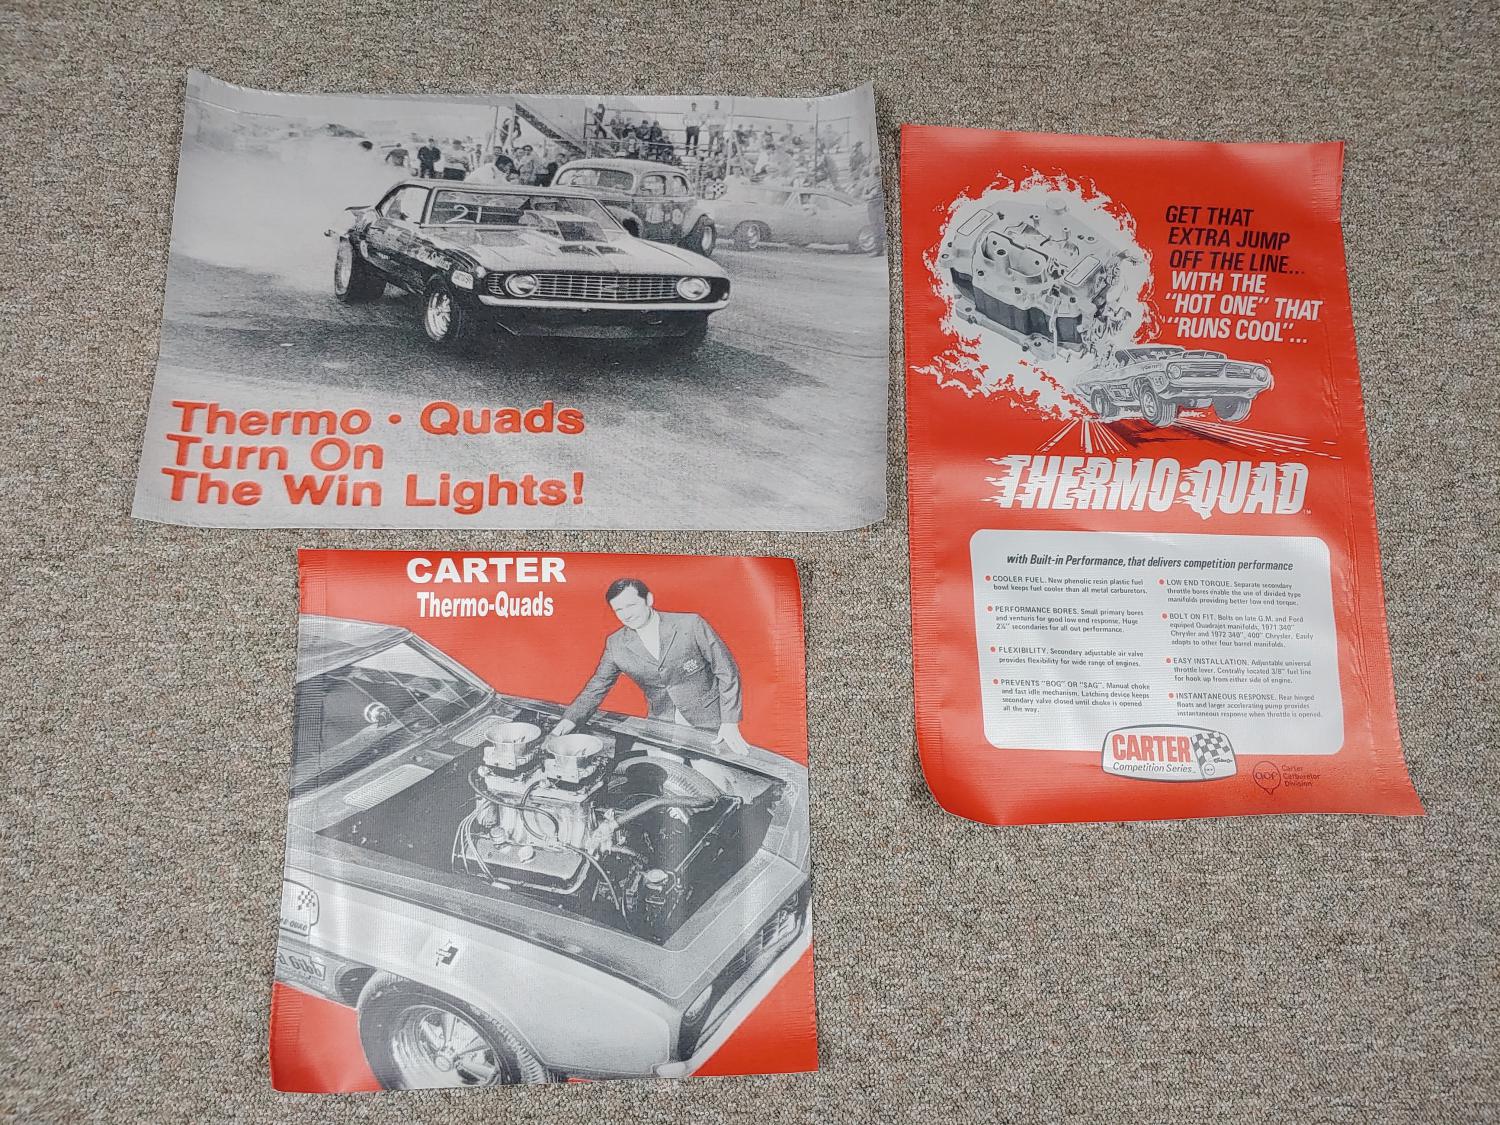 21
Thermo • Quads
Turn On
The Win Lights!
GET THAT
EXTRA JUMP
OFF THE LINE...
WITH THE
"HOT ONE" THAT
"RUNS COOL"...
THERMO•QUAD™
with Built-in Performance, that delivers competition performance
• COOLER FUEL. New phenolic resin plastic fuel
bowl keeps fuel cooler than all metal carburetors.
• PERFORMANCE BORES. Small primary bores
and venturis for good low end response. Huge
2¼" secondaries for all out performance.
• FLEXIBILITY. Secondary adjustable air valve
provides flexibility for wide range of engines.
• PREVENTS "BOG" OR "SAG". Manual choke
and fast idle mechanism. Latching device keeps
secondary valve closed until choke is opened
all the way.
• LOW END TORQUE. Separate secondary
throttle bores enable the use of divided type
manifolds providing better low end torque.
• BOLT ON FIT. Bolts on late G.M. and Ford
equiped Quadrajet manifolds, 1971 340"
Chrysler and 1972 340", 400" Chrysler. Easily
adapts to other four barrel manifolds.
• EASY INSTALLATION. Adjustable universal
throttle lever. Centrally located 3/8" fuel line
for hook up from either side of engine.
• INSTANTANEOUS RESPONSE. Rear hinged
floats and larger accelerating pump provides
instantaneous response when throttle is opened.
CARTER
Competition Series
acf
Carter
Carburetor
Division
CARTER
Thermo-Quads